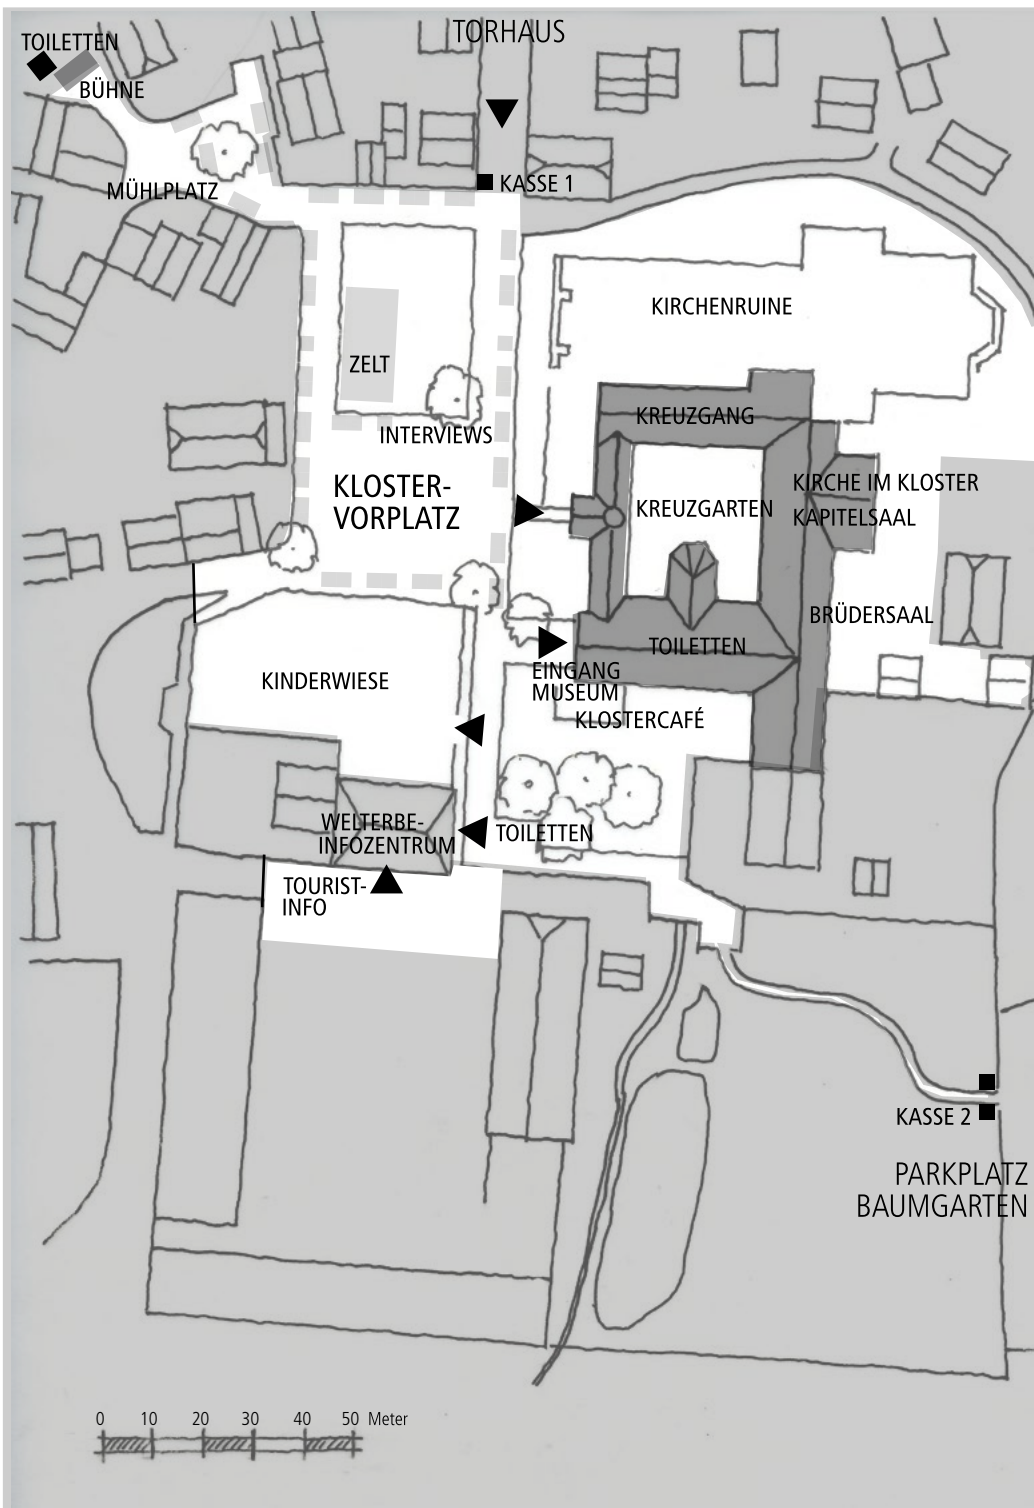 TORHAUS
TOILETTEN
BÜHNE
MÜHLPLATZ
KASSE 1
KIRCHENRUINE
ZELT
INTERVIEWS
KREUZGANG
KLOSTER-
VORPLATZ
KREUZGARTEN
KIRCHE IM KLOSTER
KAPITELSAAL
BRÜDERSAAL
TOILETTEN
EINGANG
MUSEUM
KINDERWIESE
KLOSTERCAFÉ
WELTERBE-
INFOZENTRUM
TOILETTEN
TOURIST-
INFO
KASSE 2
PARKPLATZ
BAUMGARTEN
0 10 20 30 40 50 Meter